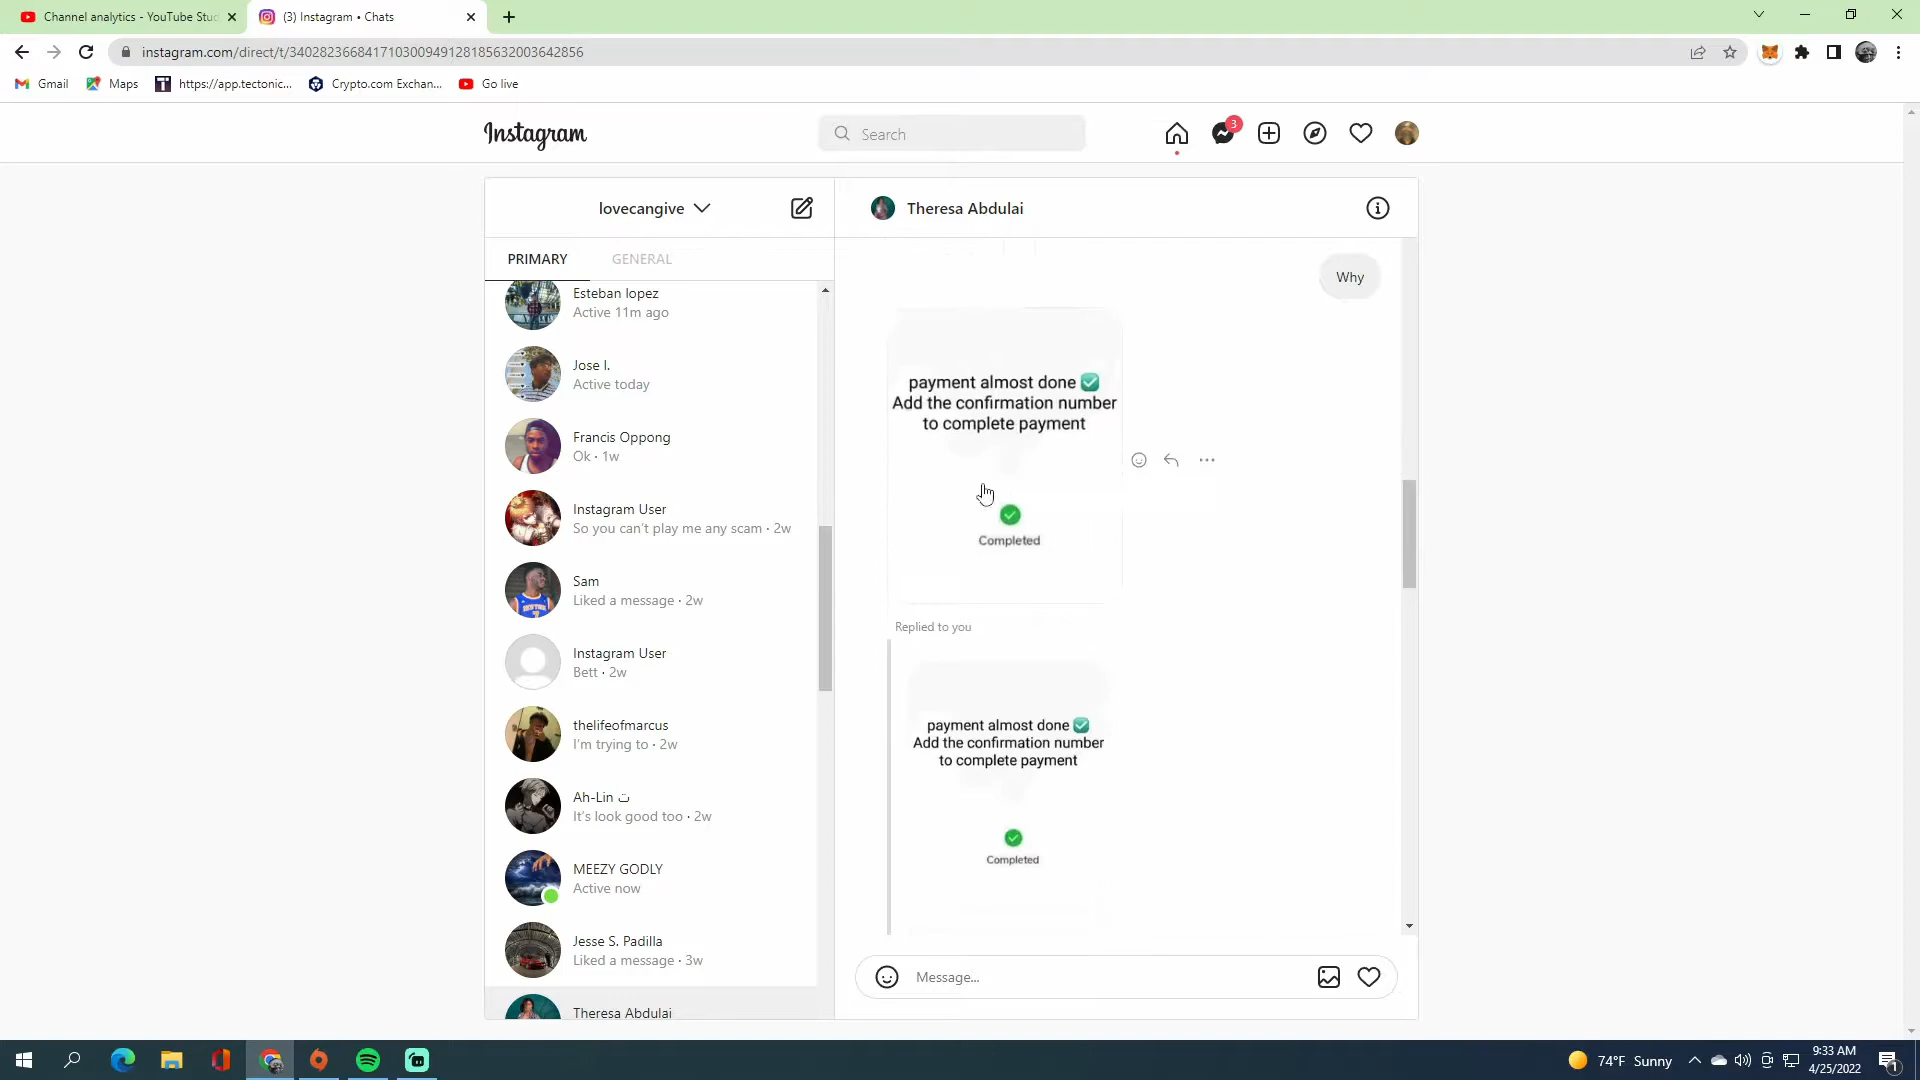 Channel analytics - YouTube Stud
(3) Instagram • Chats
instagram.com/direct/t/340282366841710300949128185632003642856
Gmail
Maps
https://app.tectonic...
Crypto.com Exchan...
Go live
Instagram
Search
3
lovecangive
Theresa Abdulai
PRIMARY
GENERAL
Esteban lopez
Active 11m ago
Jose I.
Active today
Francis Oppong
Ok · 1w
Instagram User
So you can't play me any scam · 2w
Sam
Liked a message · 2w
Instagram User
Bett · 2w
thelifeofmarcus
I'm trying to · 2w
Ah-Lin ت
It's look good too · 2w
MEEZY GODLY
Active now
Jesse S. Padilla
Liked a message · 3w
Theresa Abdulai
Why
payment almost done ✅
Add the confirmation number
to complete payment
Completed
Replied to you
payment almost done ✅
Add the confirmation number
to complete payment
Completed
Message...
74°F Sunny
9:33 AM
4/25/2022
1